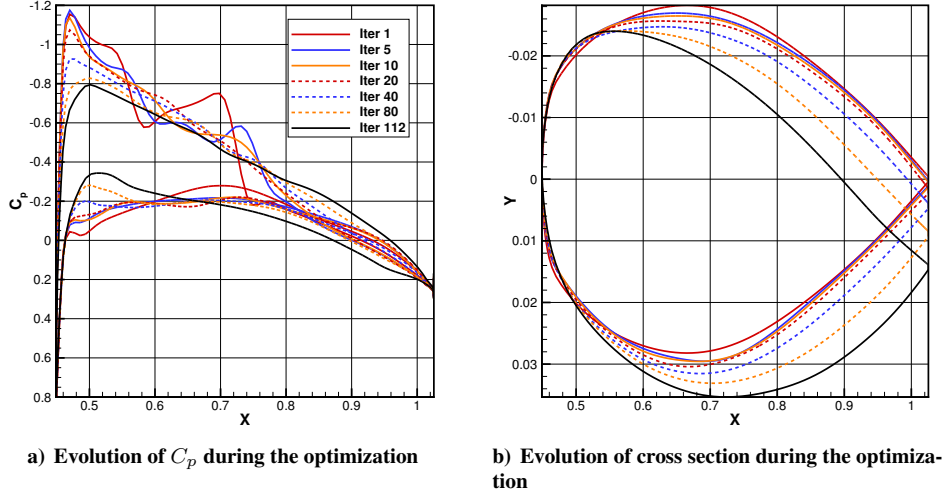 -1.2
-1
-0.8
-0.6
-0.4
-0.2
0
0.2
0.4
0.6
0.8
Cp
0.5
0.6
0.7
0.8
0.9
1
X
Iter 1
Iter 5
Iter 10
Iter 20
Iter 40
Iter 80
Iter 112
a) Evolution of Cp during the optimization
-0.02
-0.01
0
0.01
0.02
0.03
Y
0.5
0.6
0.7
0.8
0.9
1
X
b) Evolution of cross section during the optimiza-
tion